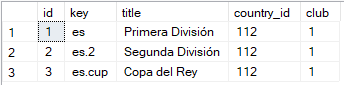 id key title country_id club
1 1 es Primera División 112 1
2 2 es.2 Segunda División 112 1
3 3 es.cup Copa del Rey 112 1